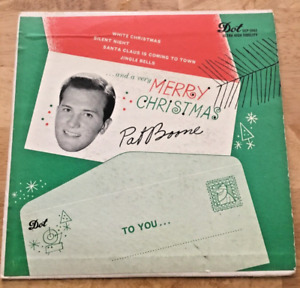 WHITE CHRISTMAS
SILENT NIGHT
SANTA CLAUS IS COMING TO TOWN
JINGLE BELLS
Dot
...and a very
MERRY
CHRISTMAS
Pat Boone
Dot
TO YOU...